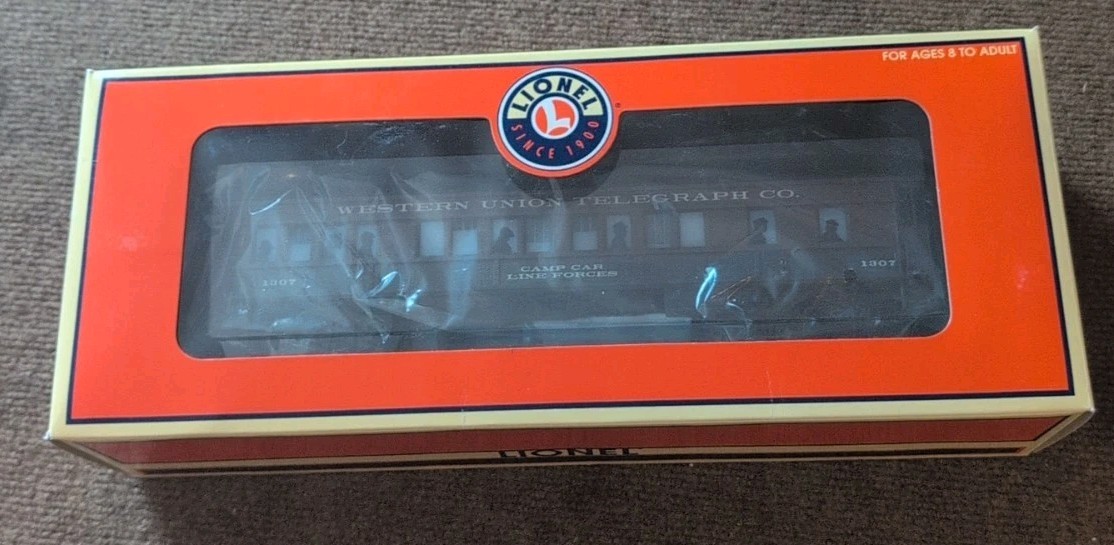 FOR AGES 8 TO ADULT
LIONEL
L
SINCE 1900
WESTERN UNION TELEGRAPH CO.
CAMP CAR
LINE FORCES
1307
1307
LIONEL